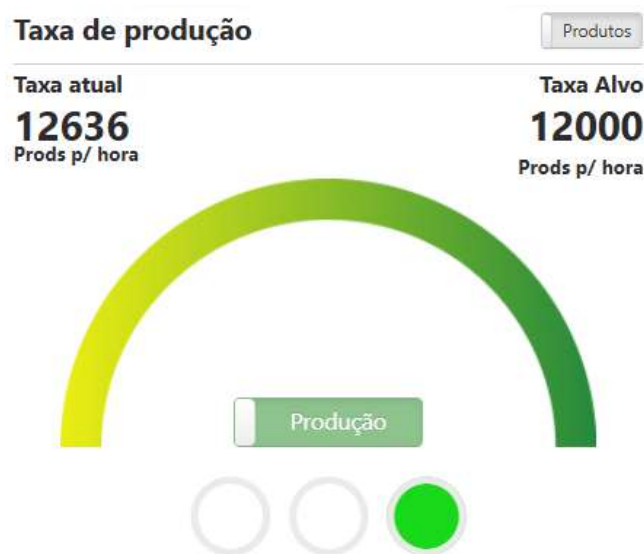 Taxa de produção
Produtos
Taxa atual
Taxa Alvo
12636
12000
Prods p/ hora
Prods p/ hora
Produção